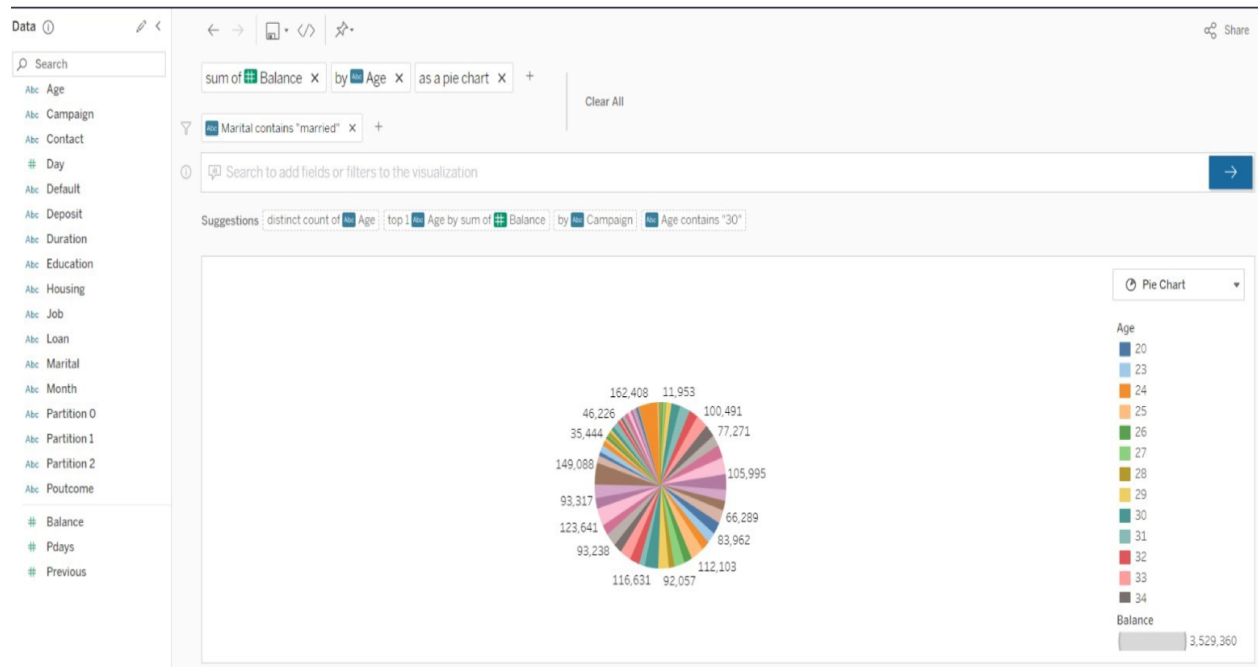 Data
Search
Abc Age
Abc Campaign
Abc Contact
# Day
Abc Default
Abc Deposit
Abc Duration
Abc Education
Abc Housing
Abc Job
Abc Loan
Abc Marital
Abc Month
Abc Partition 0
Abc Partition 1
Abc Partition 2
Abc Poutcome
# Balance
# Pdays
# Previous
Share
sum of # Balance × by Abc Age × as a pie chart × +
Clear All
Abc Marital contains "married" × +
Search to add fields or filters to the visualization
Suggestions distinct count of Abc Age top 1 Abc Age by sum of # Balance by Abc Campaign Abc Age contains "30"
Pie Chart
162,408 11,953
46,226 100,491
35,444 77,271
149,088 105,995
93,317 66,289
123,641 83,962
93,238 112,103
116,631 92,057
Age
20
23
24
25
26
27
28
29
30
31
32
33
34
Balance
3,529,360